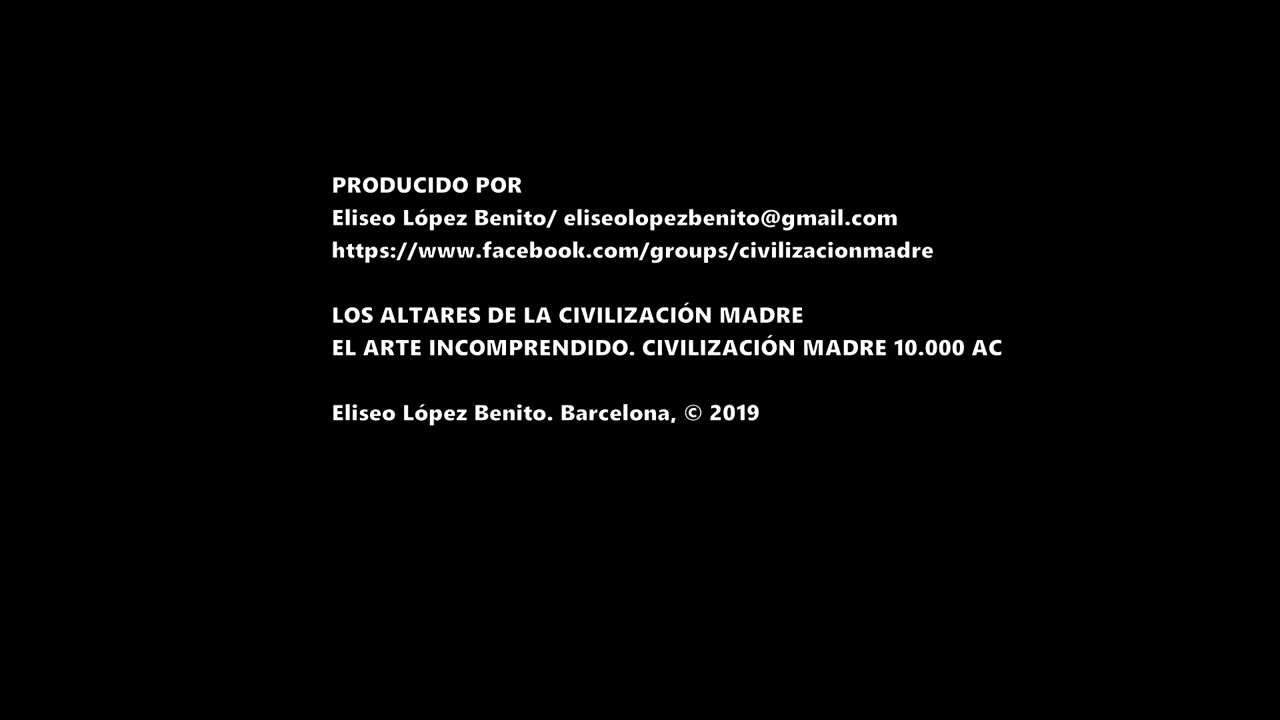 PRODUCIDO POR
Eliseo López Benito/ eliseolopezbenito@gmail.com
https://www.facebook.com/groups/civilizacionmadre
LOS ALTARES DE LA CIVILIZACIÓN MADRE
EL ARTE INCOMPRENDIDO. CIVILIZACIÓN MADRE 10.000 AC
Eliseo López Benito. Barcelona, © 2019